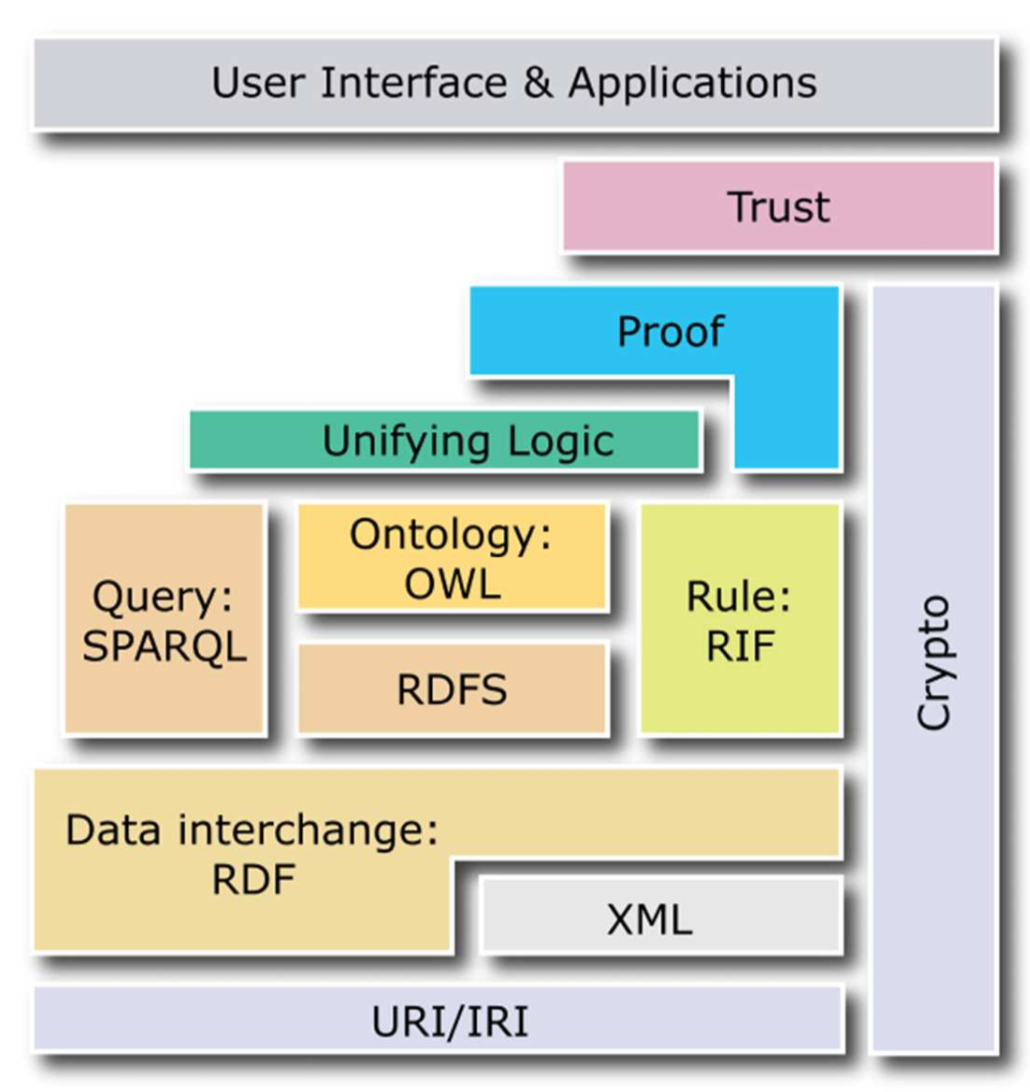 User Interface & Applications
Trust
Proof
Unifying Logic
Query:
SPARQL
Ontology:
OWL
RDFS
Rule:
RIF
Crypto
Data interchange:
RDF
XML
URI/IRI